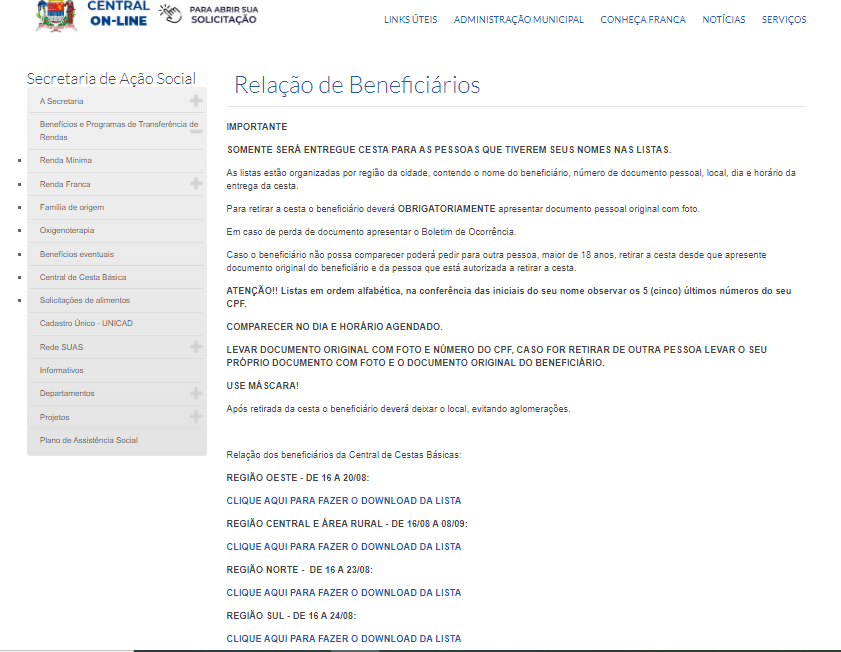 CENTRAL
ON-LINE
PARA ABRIR SUA
SOLICITAÇÃO
LINKS ÚTEIS ADMINISTRAÇÃO MUNICIPAL CONHEÇA FRANCA NOTÍCIAS SERVIÇOS
Secretaria de Ação Social
A Secretaria
Benefícios e Programas de Transferência de
Rendas
Renda Mínima
Renda Franca
Família de origem
Oxigenoterapia
Benefícios eventuais
Central de Cesta Básica
Solicitações de alimentos
Cadastro Único - UNICAD
Rede SUAS
Informativos
Departamentos
Projetos
Plano de Assistência Social
Relação de Beneficiários
IMPORTANTE
SOMENTE SERÁ ENTREGUE CESTA PARA AS PESSOAS QUE TIVEREM SEUS NOMES NAS LISTAS.
As listas estão organizadas por região da cidade, contendo o nome do beneficiário, número de documento pessoal, local, dia e horário da
entrega da cesta.
Para retirar a cesta o beneficiário deverá OBRIGATORIAMENTE apresentar documento pessoal original com foto.
Em caso de perda de documento apresentar o Boletim de Ocorrência.
Caso o beneficiário não possa comparecer poderá pedir para outra pessoa, maior de 18 anos, retirar a cesta desde que apresente
documento original do beneficiário e da pessoa que está autorizada a retirar a cesta.
ATENÇÃO!! Listas em ordem alfabética, na conferência das iniciais do seu nome observar os 5 (cinco) últimos números do seu
CPF.
COMPARECER NO DIA E HORÁRIO AGENDADO.
LEVAR DOCUMENTO ORIGINAL COM FOTO E NÚMERO DO CPF, CASO FOR RETIRAR DE OUTRA PESSOA LEVAR O SEU
PRÓPRIO DOCUMENTO COM FOTO E O DOCUMENTO ORIGINAL DO BENEFICIÁRIO.
USE MÁSCARA!
Após retirada da cesta o beneficiário deverá deixar o local, evitando aglomerações.
Relação dos beneficiários da Central de Cestas Básicas:
REGIÃO OESTE - DE 16 A 20/08:
CLIQUE AQUI PARA FAZER O DOWNLOAD DA LISTA
REGIÃO CENTRAL E ÁREA RURAL - DE 16/08 A 08/09:
CLIQUE AQUI PARA FAZER O DOWNLOAD DA LISTA
REGIÃO NORTE - DE 16 A 23/08:
CLIQUE AQUI PARA FAZER O DOWNLOAD DA LISTA
REGIÃO SUL - DE 16 A 24/08:
CLIQUE AQUI PARA FAZER O DOWNLOAD DA LISTA